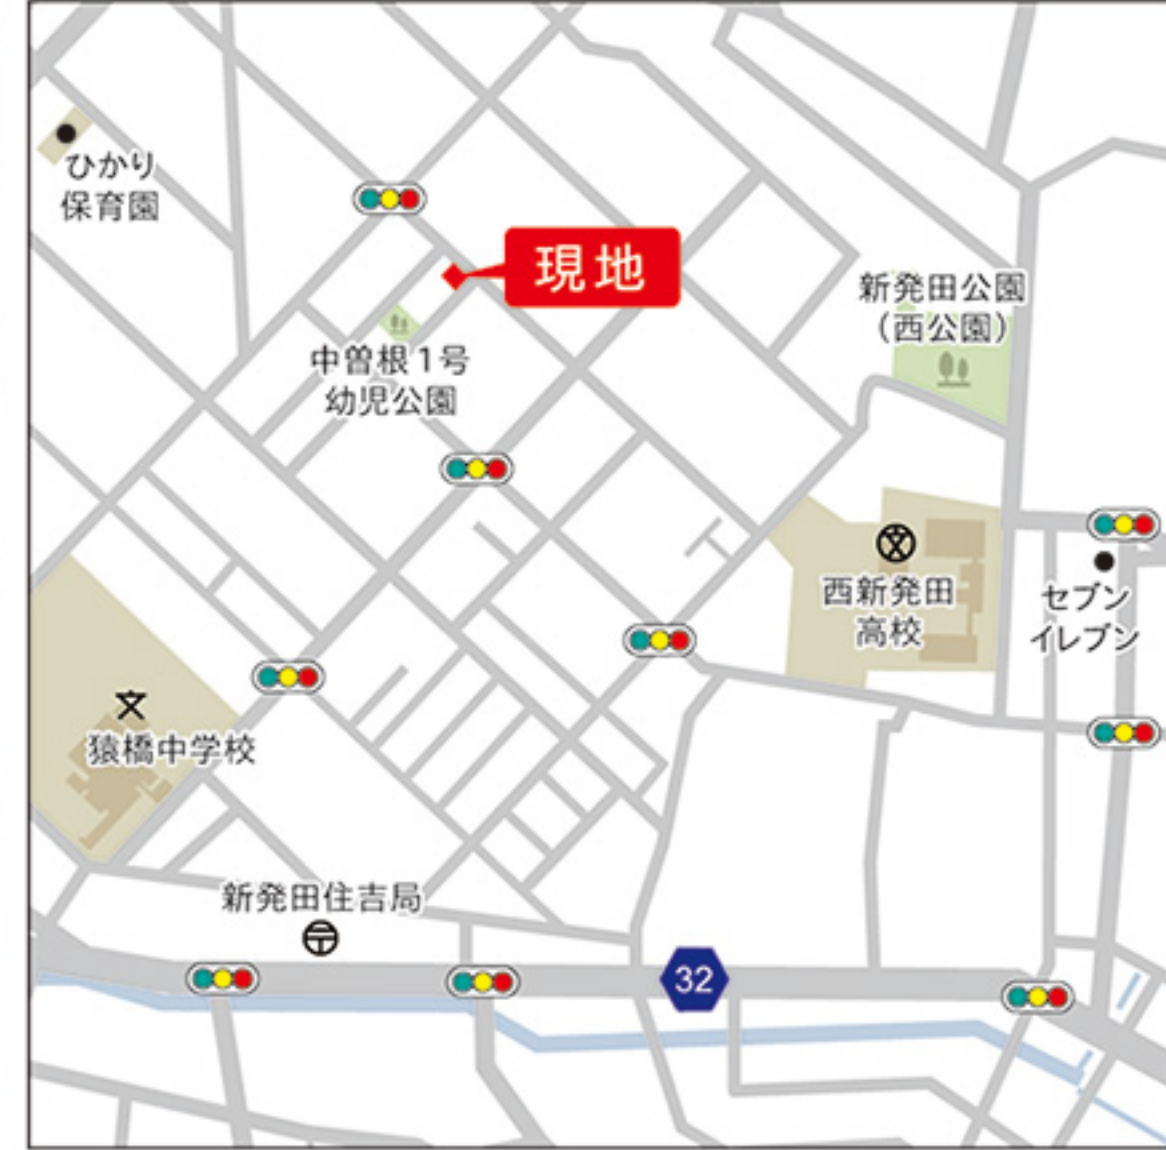 ひかり
保育園
現地
新発田公園
（西公園）
中曽根1号
幼児公園
西新発田
高校
セブン
イレブン
猿橋中学校
新発田住吉局
32